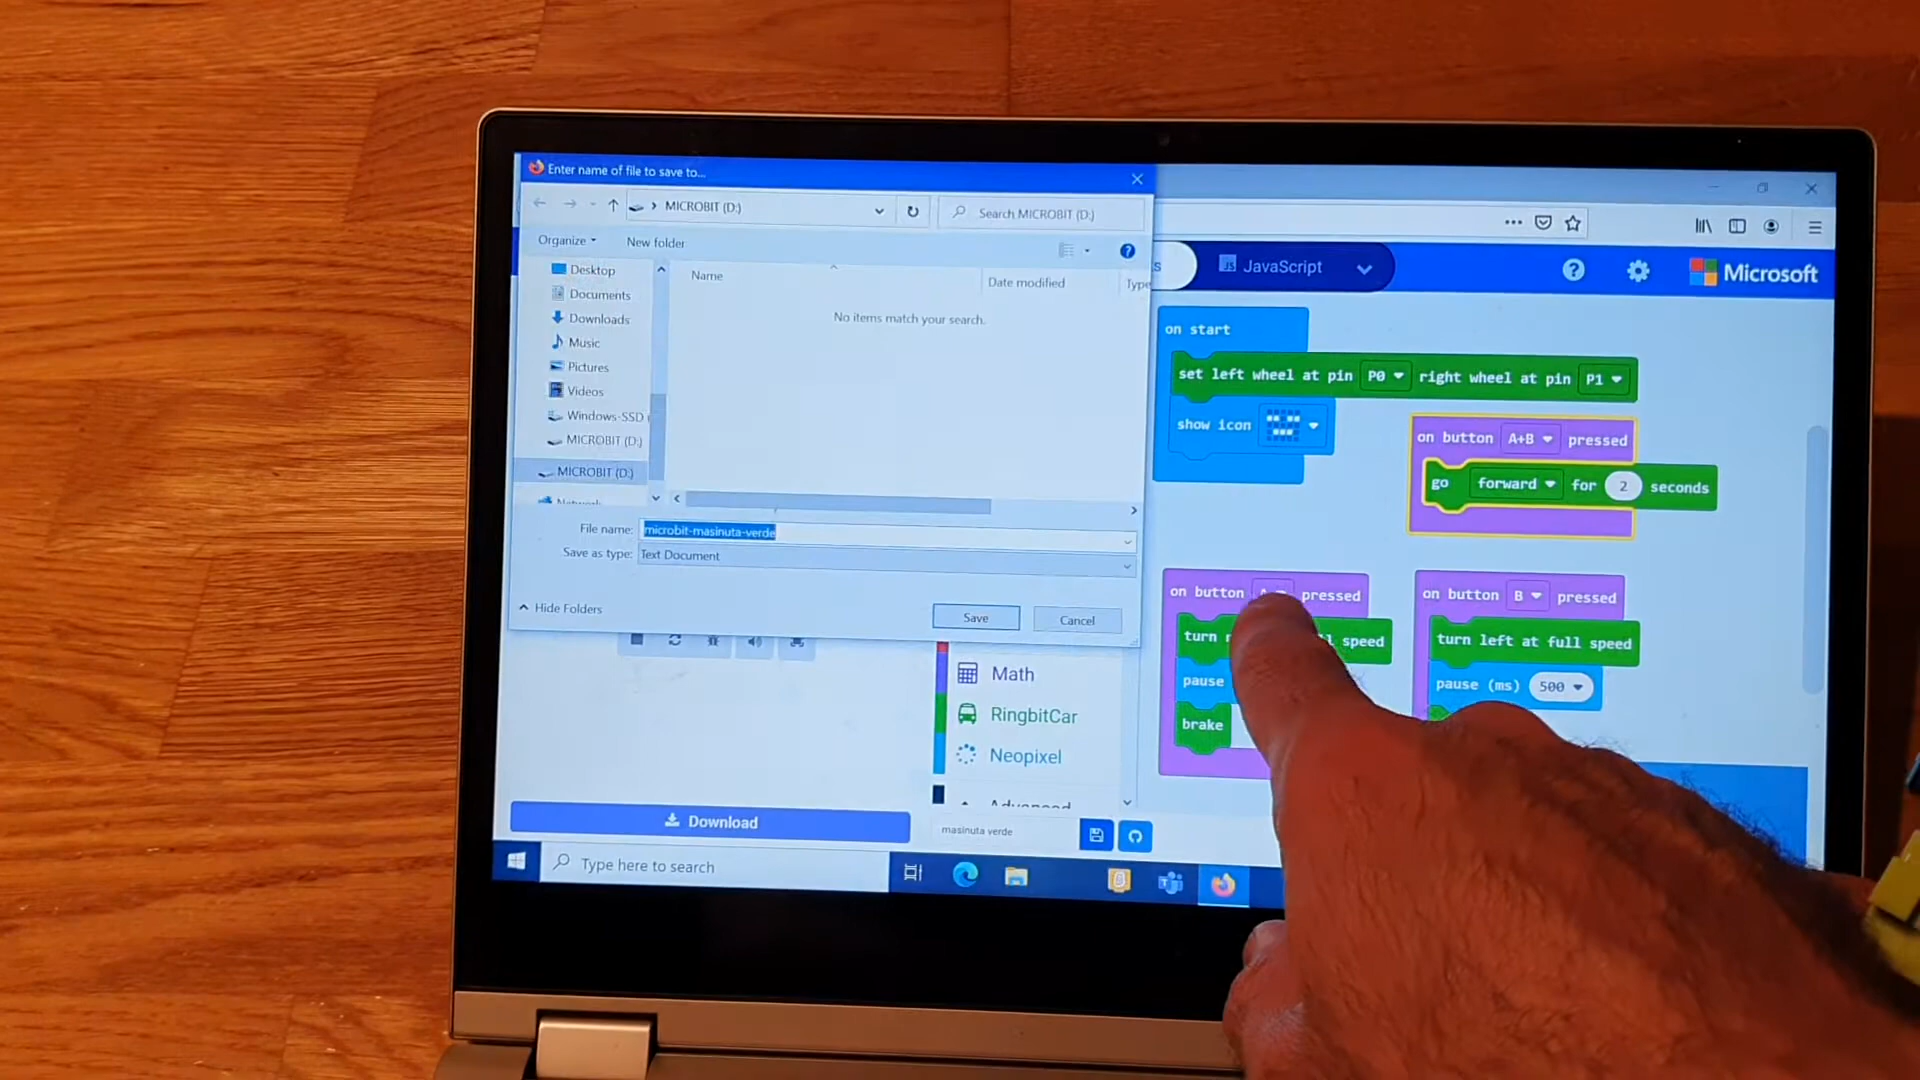 Enter name of file to save to...
MICROBIT (D:)
Search MICROBIT (D:)
Organize
New folder
Desktop
Documents
Downloads
Music
Pictures
Videos
Windows-SSD
MICROBIT (D:)
MICROBIT (D:)
Name
Date modified
Type
No items match your search.
File name: microbit-masinuta-verde
Save as type: Text Document
Hide Folders
Save
Cancel
JS JavaScript
Microsoft
on start
set left wheel at pin P0 right wheel at pin P1
show icon
on button A+B pressed
go forward for 2 seconds
on button pressed
turn speed
pause
brake
on button B pressed
turn left at full speed
pause (ms) 500
Math
RingbitCar
Neopixel
Advanced
Download
masinuta verde
Type here to search